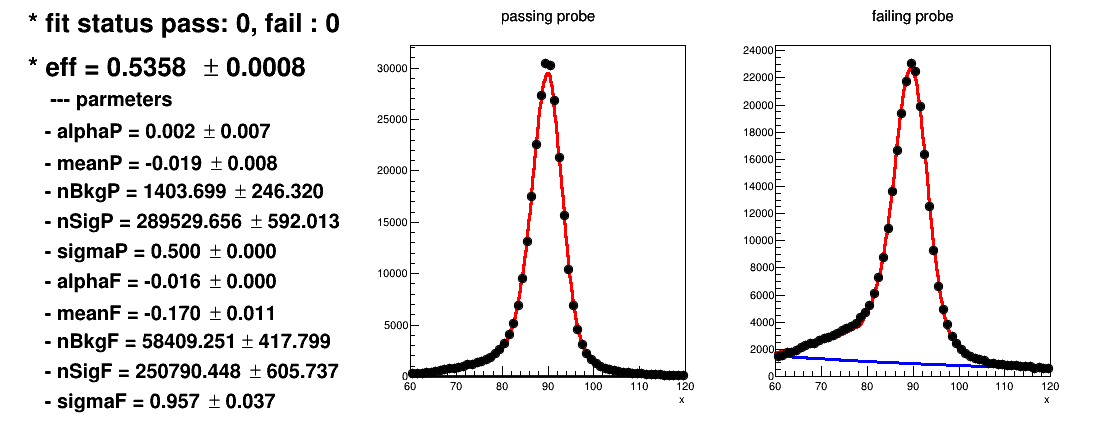 * fit status pass: 0, fail : 0
* eff = 0.5358 ± 0.0008
--- parmeters
- alphaP = 0.002 ± 0.007
- meanP = -0.019 ± 0.008
- nBkgP = 1403.699 ± 246.320
- nSigP = 289529.656 ± 592.013
- sigmaP = 0.500 ± 0.000
- alphaF = -0.016 ± 0.000
- meanF = -0.170 ± 0.011
- nBkgF = 58409.251 ± 417.799
- nSigF = 250790.448 ± 605.737
- sigmaF = 0.957 ± 0.037
passing probe
30000
25000
20000
15000
10000
5000
0
60 70 80 90 100 110 120
x
failing probe
24000
22000
20000
18000
16000
14000
12000
10000
8000
6000
4000
2000
0
60 70 80 90 100 110 120
x